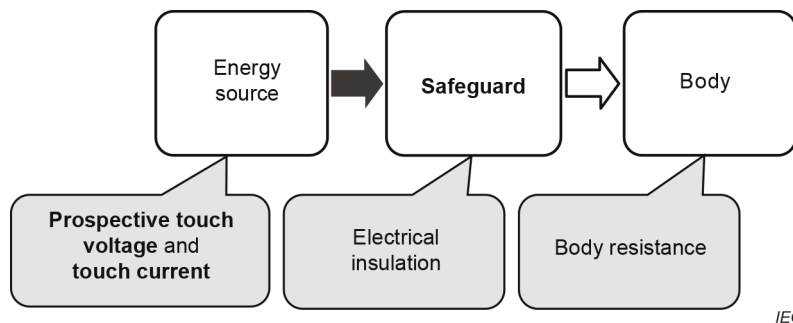 Energy
source
Safeguard
Body
Prospective touch
voltage and
touch current
Electrical
insulation
Body resistance